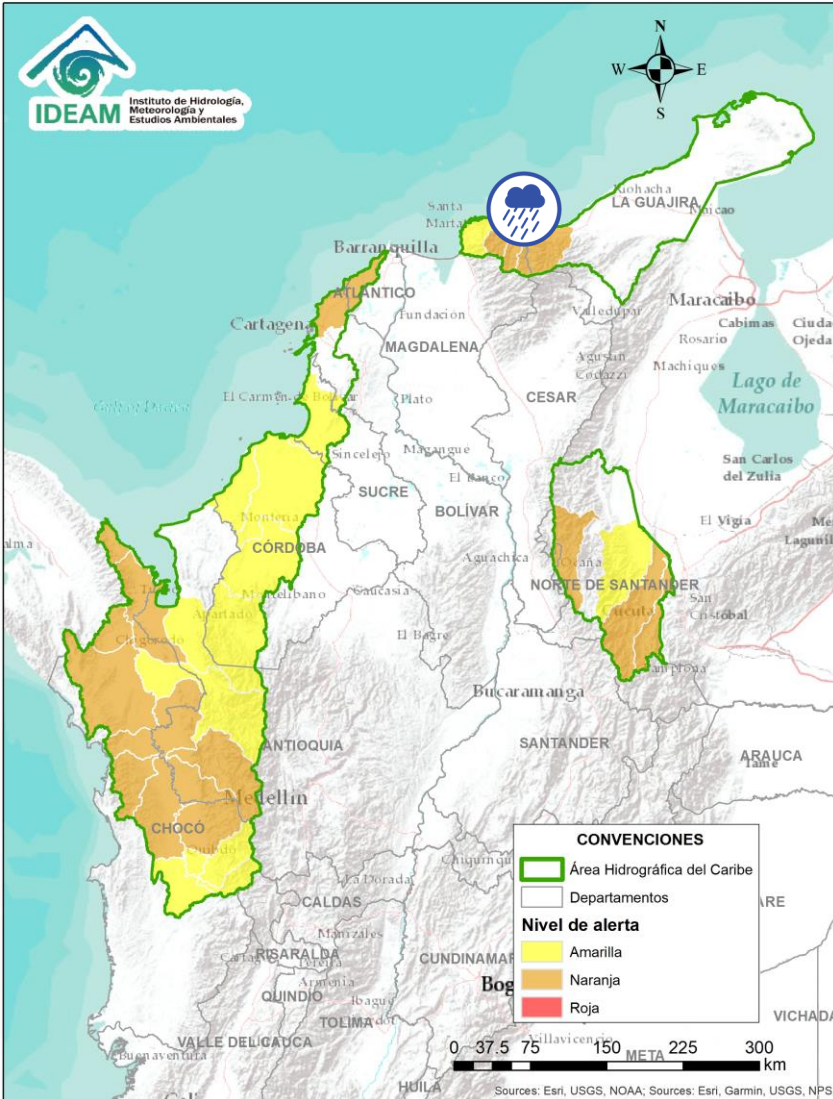 IDEAM
Instituto de Hidrología,
Meteorología y
Estudios Ambientales
N
W
E
S
Riohacha
LA GUAJIRA
Maicao
Santa
Marta
Barranquilla
ATLÁNTICO
Maracaibo
Cartagena
Fundación
Valledupar
Cabimas
Ciudad
Ojeda
Rosario
MAGDALENA
Machiques
Agustín
Codazzi
Lago de
Maracaibo
El Carmen de Bolívar
Plato
CESAR
Sincelejo
Magangué
San Carlos
del Zulia
El Banco
SUCRE
BOLÍVAR
Montería
El Vigía
CÓRDOBA
Aguachica
Ocaña
NORTE DE SANTANDER
Montelibano
Caucasia
San
Cristóbal
Apartadó
Cúcuta
El Bagre
Chigorodó
Pamplona
Bucaramanga
ANTIOQUIA
SANTANDER
ARAUCA
Tame
Medellín
CHOCÓ
Quibdó
La Dorada
CALDAS
Manizales
RISARALDA
Pereira
Armenia
QUINDÍO
Ibagué
TOLIMA
VALLE DEL CAUCA
Buenaventura
HUILA
Villavicencio
META
VICHADA
CONVENCIONES
Área Hidrográfica del Caribe
Departamentos
Nivel de alerta
Amarilla
Naranja
Roja
0 37.5 75 150 225 300
km
Sources: Esri, USGS, NOAA; Sources: Esri, Garmin, USGS, NPS